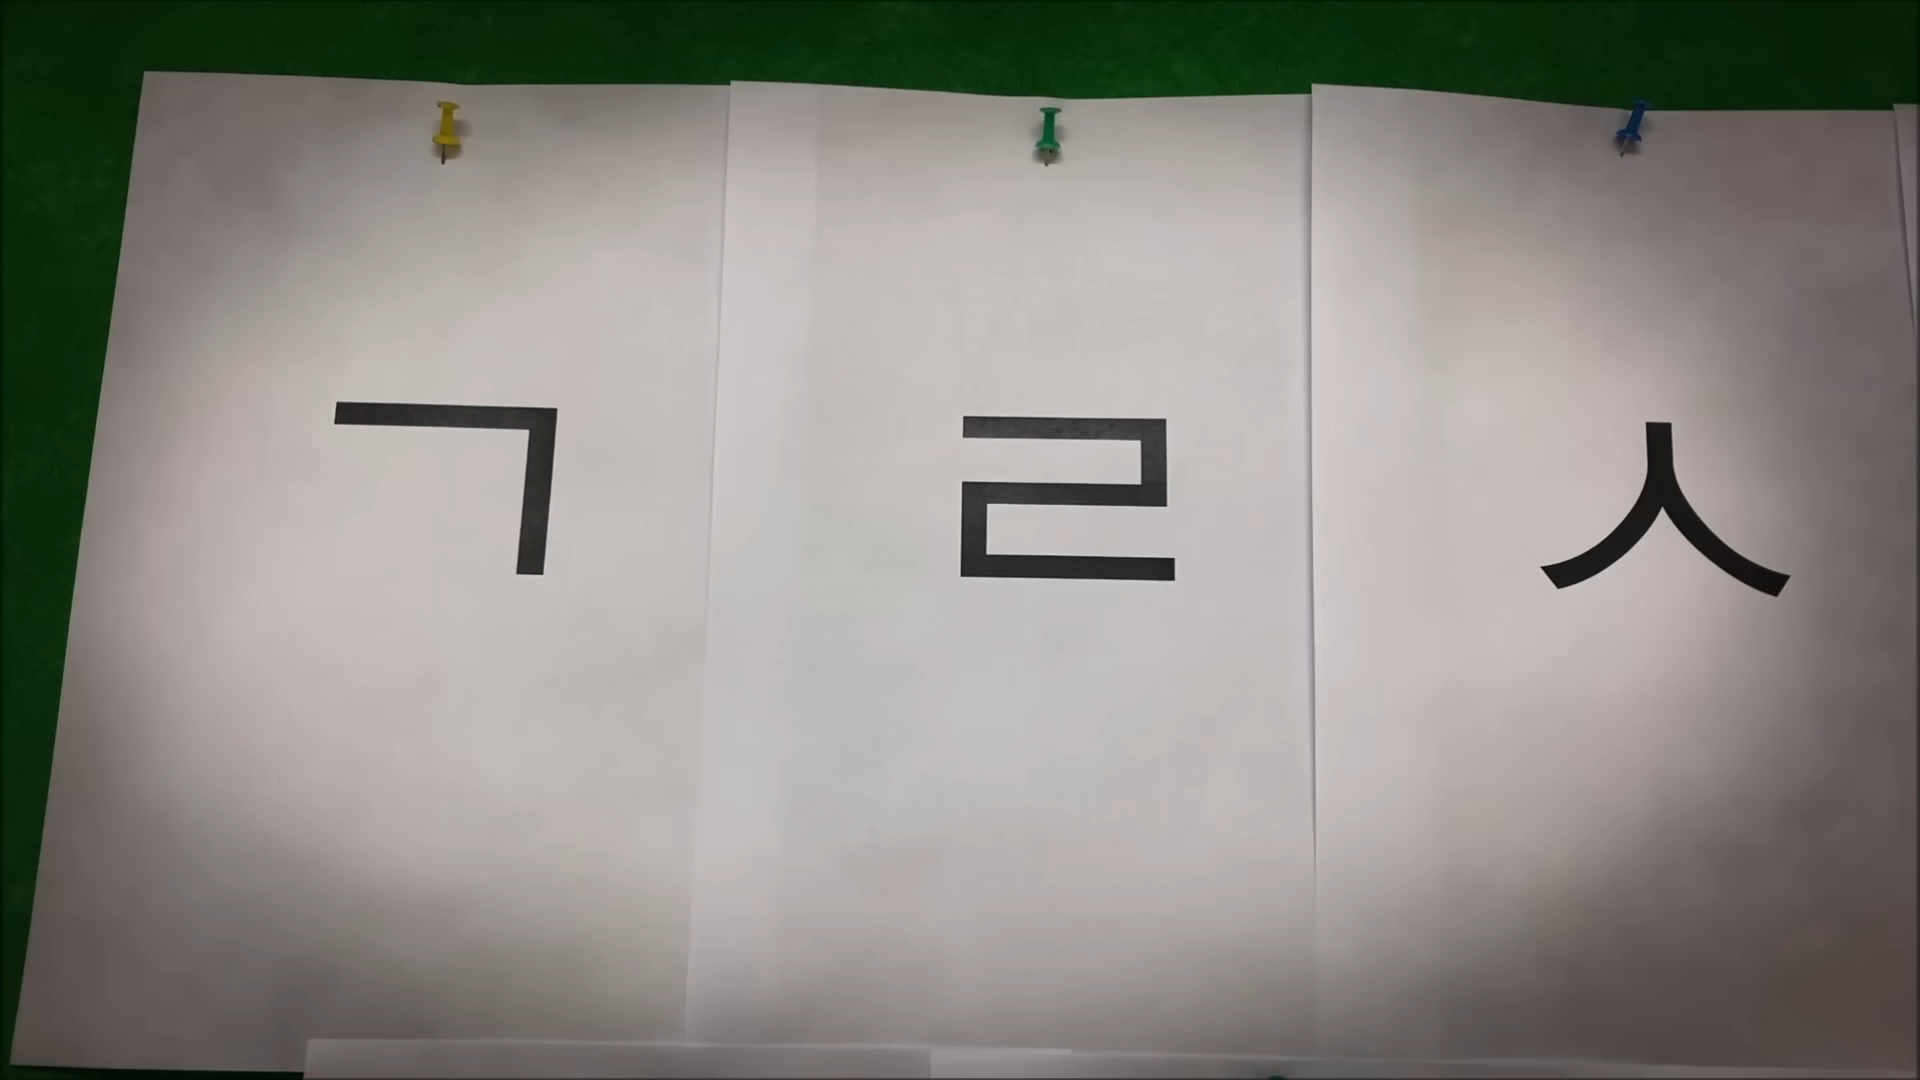 ㄱ ㄹ ㅅ